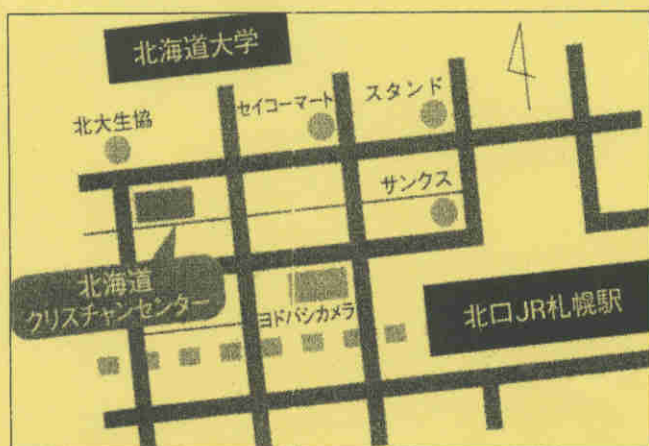 北海道大学
北大生協
セイコーマート
スタンド
サンクス
北海道
クリスチャンセンター
ヨドバシカメラ
北口JR札幌駅